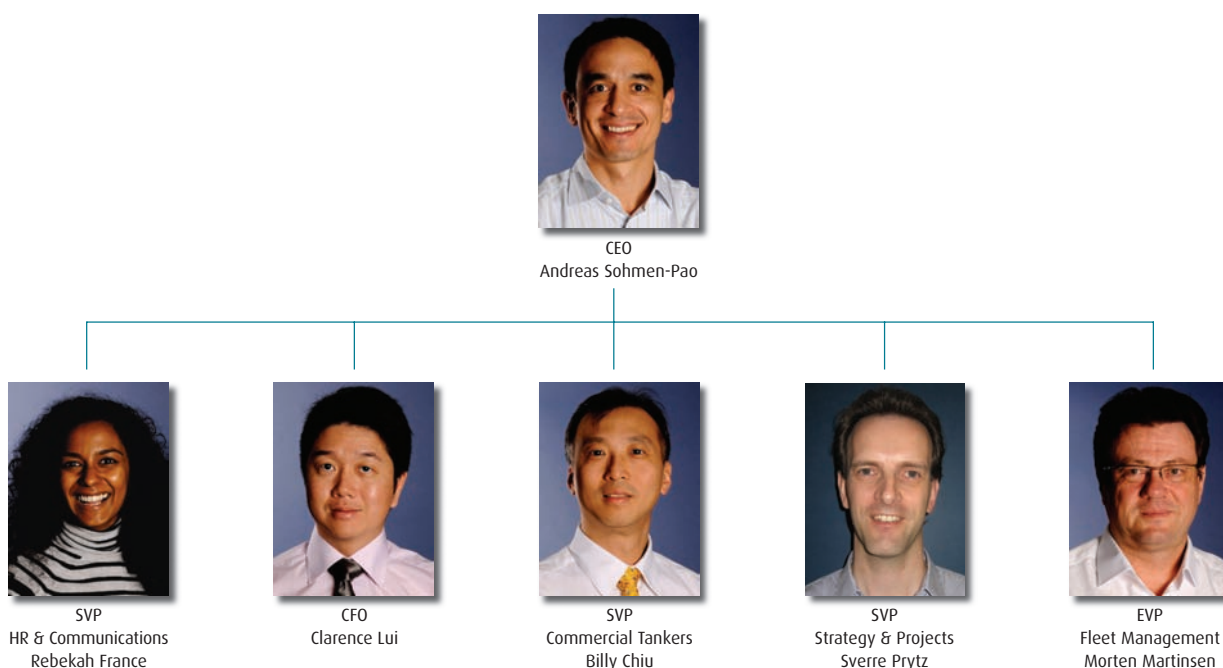 CEO
Andreas Sohmen-Pao
SVP
HR & Communications
Rebekah France
CFO
Clarence Lui
SVP
Commercial Tankers
Billy Chiu
SVP
Strategy & Projects
Sverre Prytz
EVP
Fleet Management
Morten Martinsen